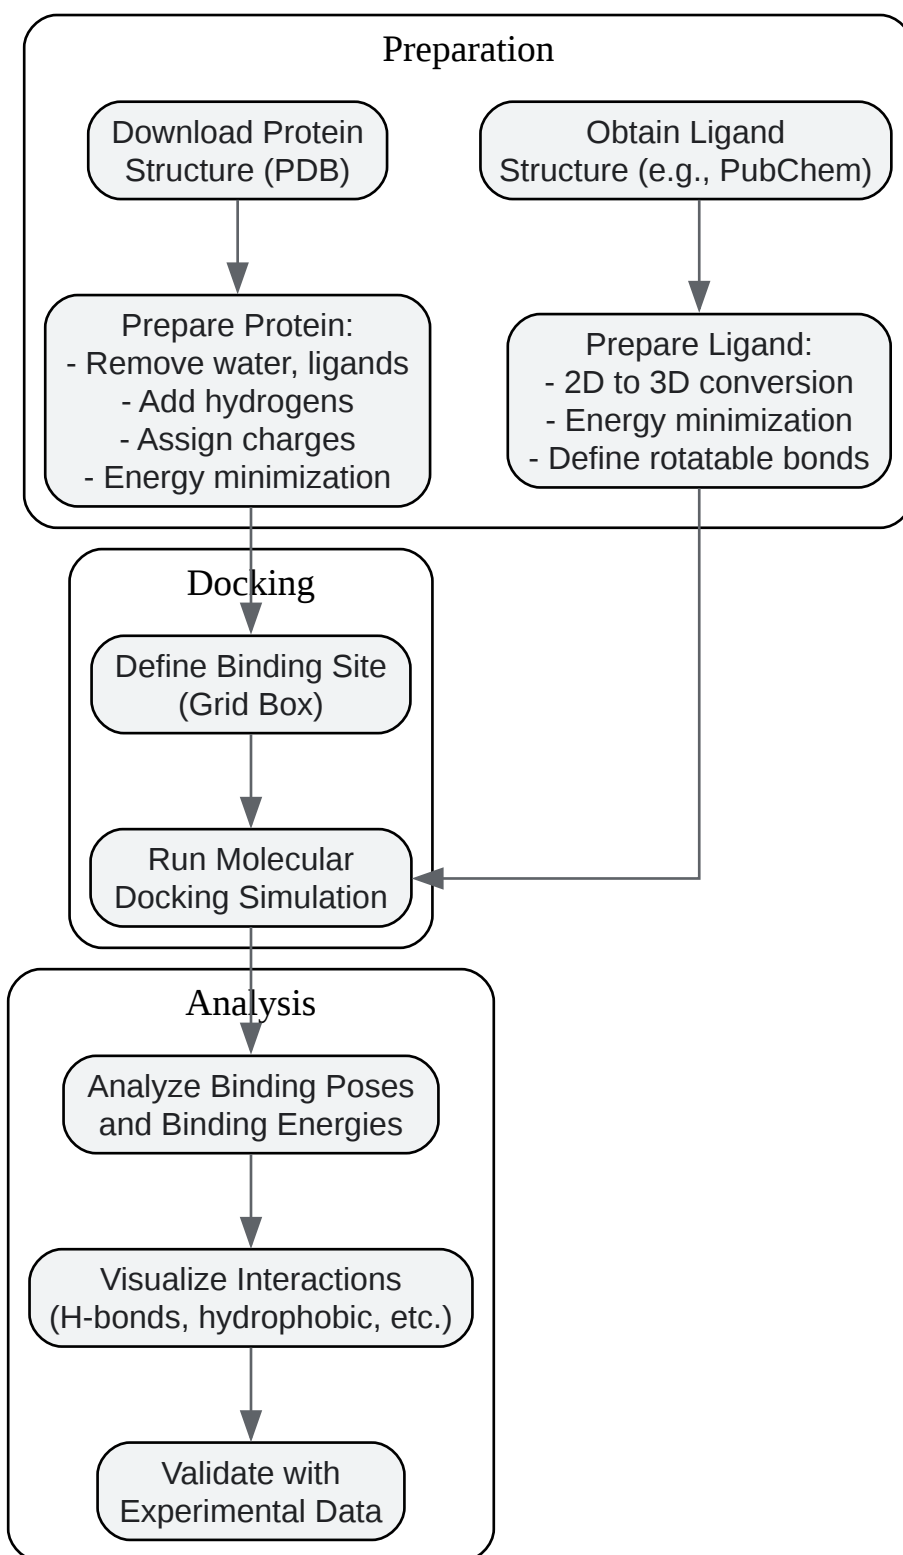 Preparation
Download Protein
Structure (PDB)
Obtain Ligand
Structure (e.g., PubChem)
Prepare Protein:
- Remove water, ligands
- Add hydrogens
- Assign charges
- Energy minimization
Prepare Ligand:
- 2D to 3D conversion
- Energy minimization
- Define rotatable bonds
Docking
Define Binding Site
(Grid Box)
Run Molecular
Docking Simulation
Analysis
Analyze Binding Poses
and Binding Energies
Visualize Interactions
(H-bonds, hydrophobic, etc.)
Validate with
Experimental Data